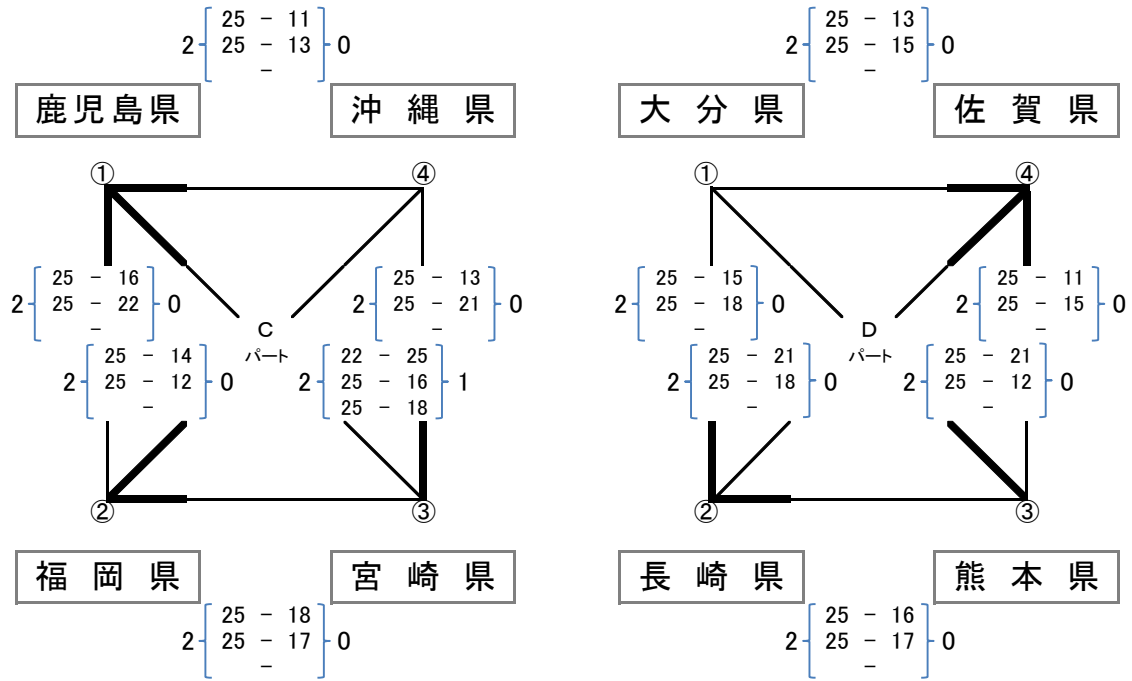 25 － 11
2 25 － 13 0
－
鹿児島県 沖縄県
① ④
25 － 16
2 25 － 22 0
－
25 － 13
2 25 － 21 0
－
C
パート
25 － 14
2 25 － 12 0
－
22 － 25
2 25 － 16 1
25 － 18
② ③
福岡県 宮崎県
25 － 18
2 25 － 17 0
－
25 － 13
2 25 － 15 0
－
大分県 佐賀県
① ④
25 － 15
2 25 － 18 0
－
25 － 11
2 25 － 15 0
－
D
パート
25 － 21
2 25 － 18 0
－
25 － 21
2 25 － 12 0
－
② ③
長崎県 熊本県
25 － 16
2 25 － 17 0
－